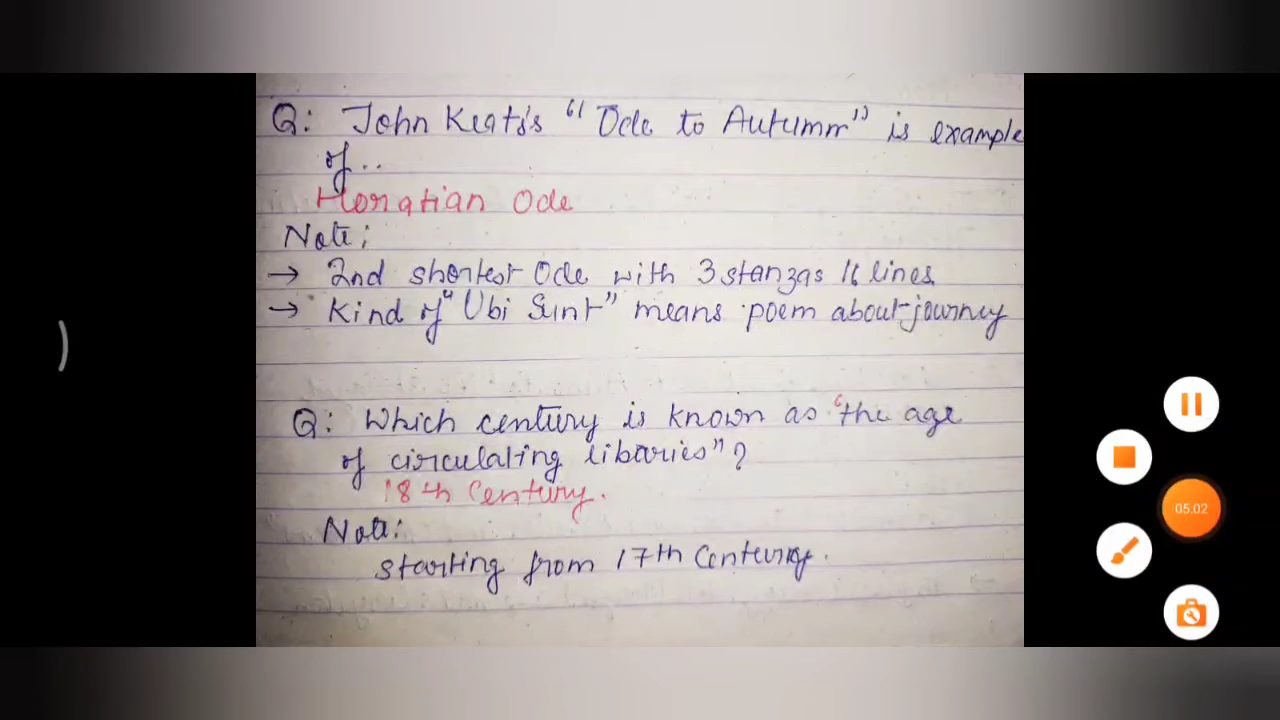 Q: John Keats's "Ode to Autumn" is example
of..
Horatian Ode
Note:
→ 2nd shortest Ode with 3 stanzas 11 lines.
→ Kind of "Ubi Sunt" means poem about journey
Q: Which century is known as "the age
of circulating libaries"?
18th Century.
Note:
starting from 17th Century.
05:02